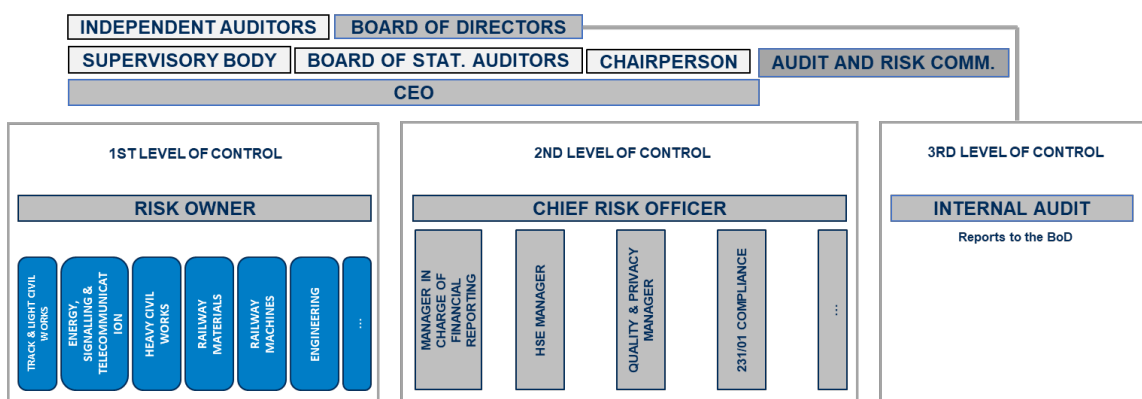 INDEPENDENT AUDITORS
BOARD OF DIRECTORS
SUPERVISORY BODY
BOARD OF STAT. AUDITORS
CHAIRPERSON
AUDIT AND RISK COMM.
CEO
1ST LEVEL OF CONTROL
RISK OWNER
TRACK & LIGHT CIVIL
WORKS
ENERGY,
SIGNALLING &
TELECOMMUNICAT
ION
HEAVY CIVIL
WORKS
RAILWAY
MATERIALS
RAILWAY
MACHINES
ENGINEERING
...
2ND LEVEL OF CONTROL
CHIEF RISK OFFICER
MANAGER IN
CHARGE OF
FINANCIAL
REPORTING
HSE MANAGER
QUALITY & PRIVACY
MANAGER
231/01 COMPLIANCE
...
3RD LEVEL OF CONTROL
INTERNAL AUDIT
Reports to the BoD